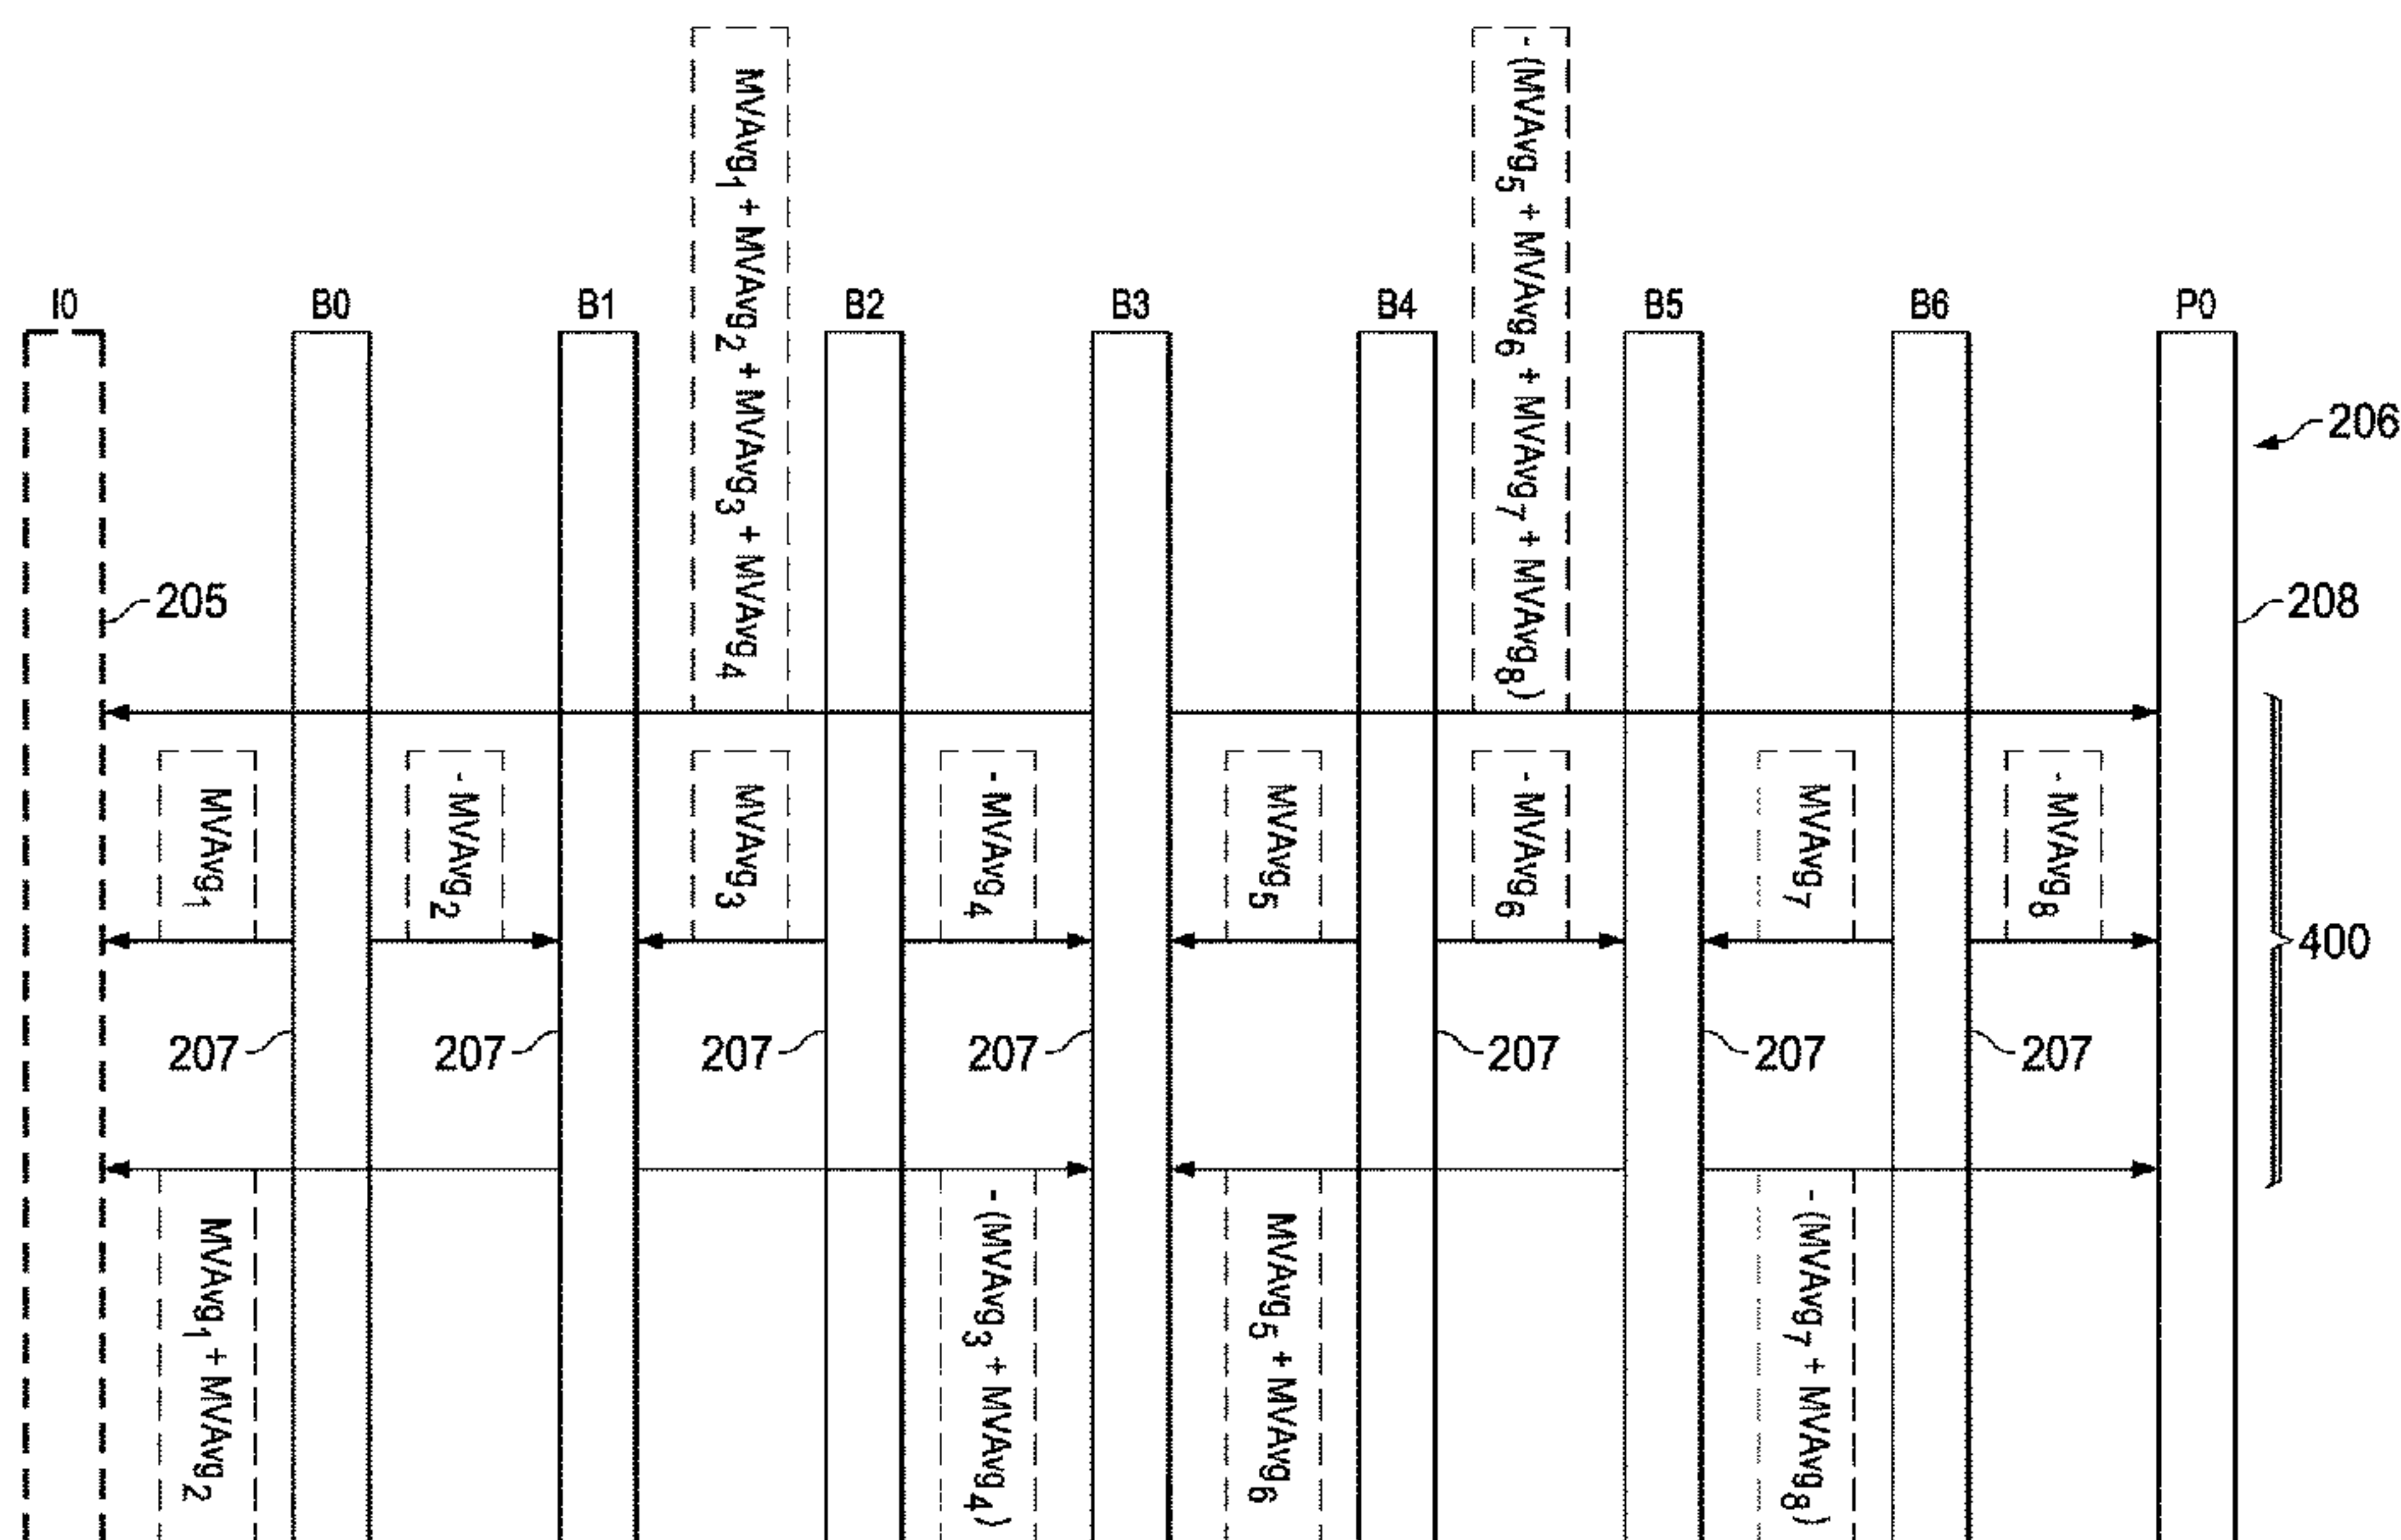 MVAvg₁ + MVAvg₂ + MVAvg₃ + MVAvg₄
- (MVAvg₅ + MVAvg₆ + MVAvg₇ + MVAvg₈)
I0
B0
B1
B2
B3
B4
B5
B6
P0
206
205
208
MVAvg₁
- MVAvg₂
MVAvg₃
- MVAvg₄
MVAvg₅
- MVAvg₆
MVAvg₇
- MVAvg₈
400
207
207
207
207
207
207
207
MVAvg₁ + MVAvg₂
- (MVAvg₃ + MVAvg₄)
MVAvg₅ + MVAvg₆
- (MVAvg₇ + MVAvg₈)